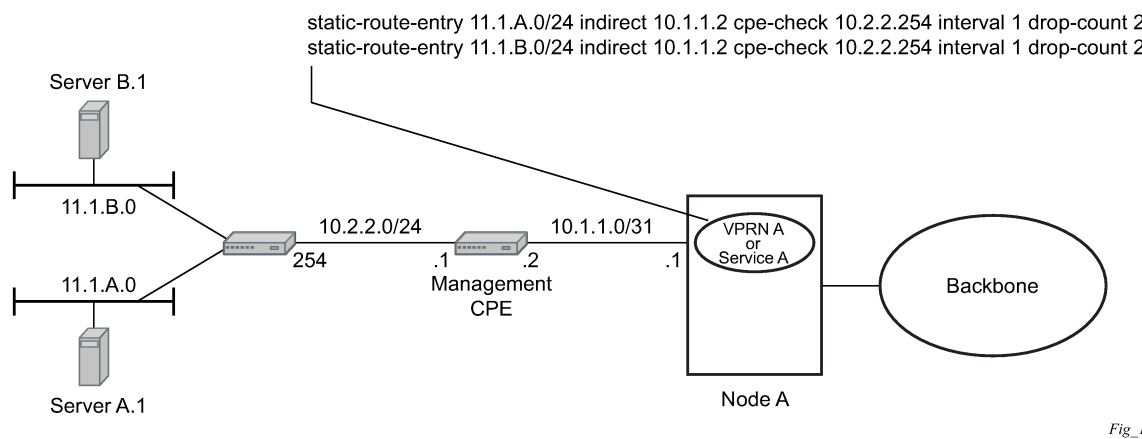 static-route-entry 11.1.A.0/24 indirect 10.1.1.2 cpe-check 10.2.2.254 interval 1 drop-count 2
static-route-entry 11.1.B.0/24 indirect 10.1.1.2 cpe-check 10.2.2.254 interval 1 drop-count 2
Server B.1
11.1.B.0
10.2.2.0/24
10.1.1.0/31
VPRN A
or
Service A
254
.1
.2
.1
11.1.A.0
Management
CPE
Backbone
Server A.1
Node A